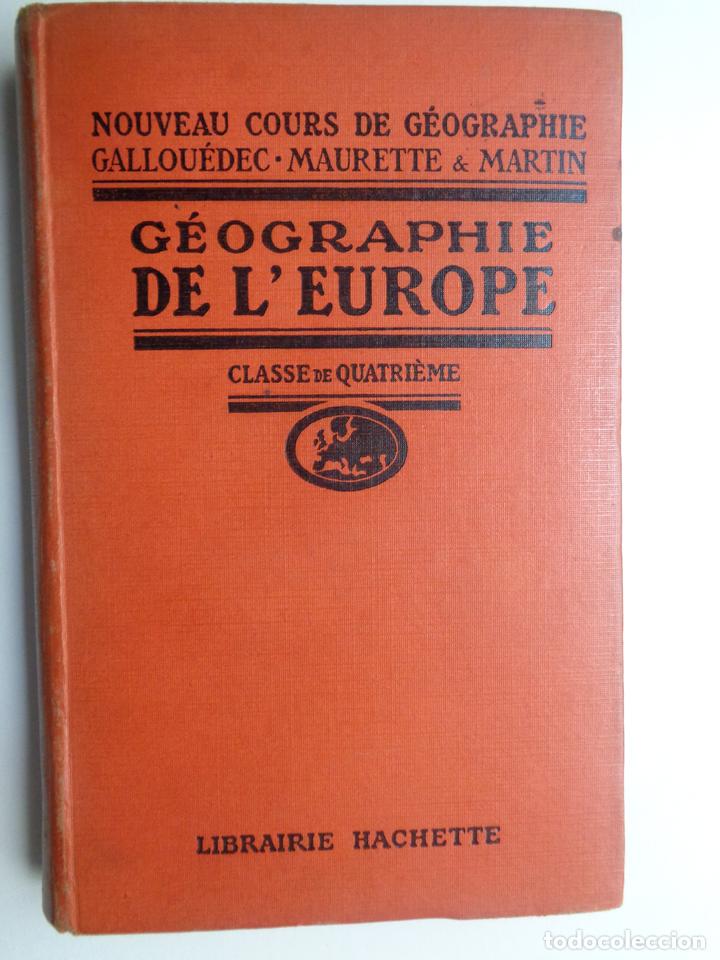 NOUVEAU COURS DE GÉOGRAPHIE
GALLOUÉDEC · MAURETTE & MARTIN
GÉOGRAPHIE
DE L'EUROPE
CLASSE DE QUATRIÈME
LIBRAIRIE HACHETTE
todocoleccion